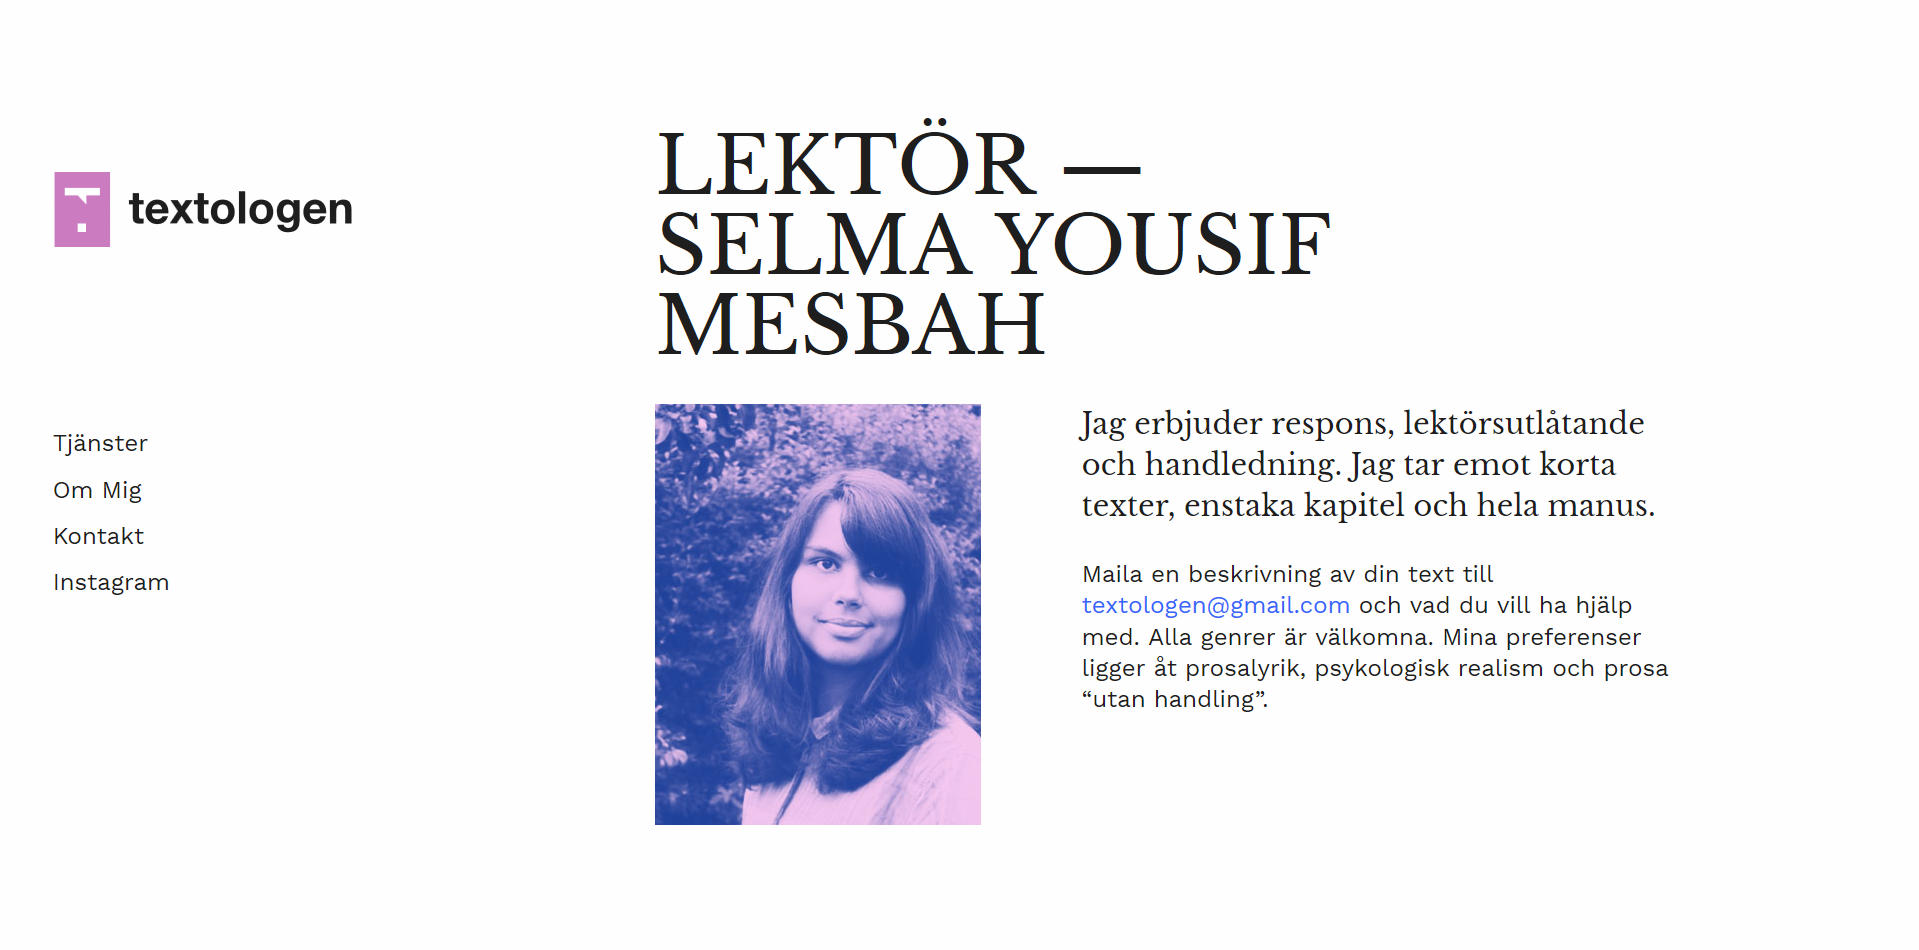 textologen
Tjänster
Om Mig
Kontakt
Instagram
LEKTÖR —
SELMA YOUSIF
MESBAH
Jag erbjuder respons, lektörsutlåtande
och handledning. Jag tar emot korta
texter, enstaka kapitel och hela manus.
Maila en beskrivning av din text till
textologen@gmail.com och vad du vill ha hjälp
med. Alla genrer är välkomna. Mina preferenser
ligger åt prosalyrik, psykologisk realism och prosa
“utan handling”.